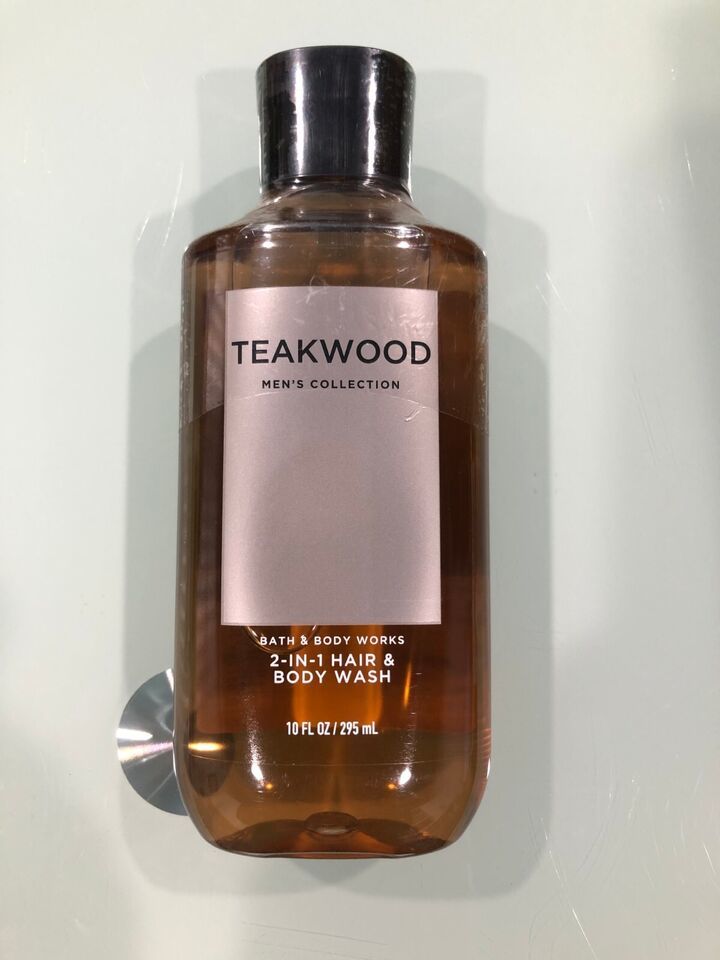 TEAKWOOD
MEN'S COLLECTION
BATH & BODY WORKS
2-IN-1 HAIR &
BODY WASH
10 FL OZ / 295 mL